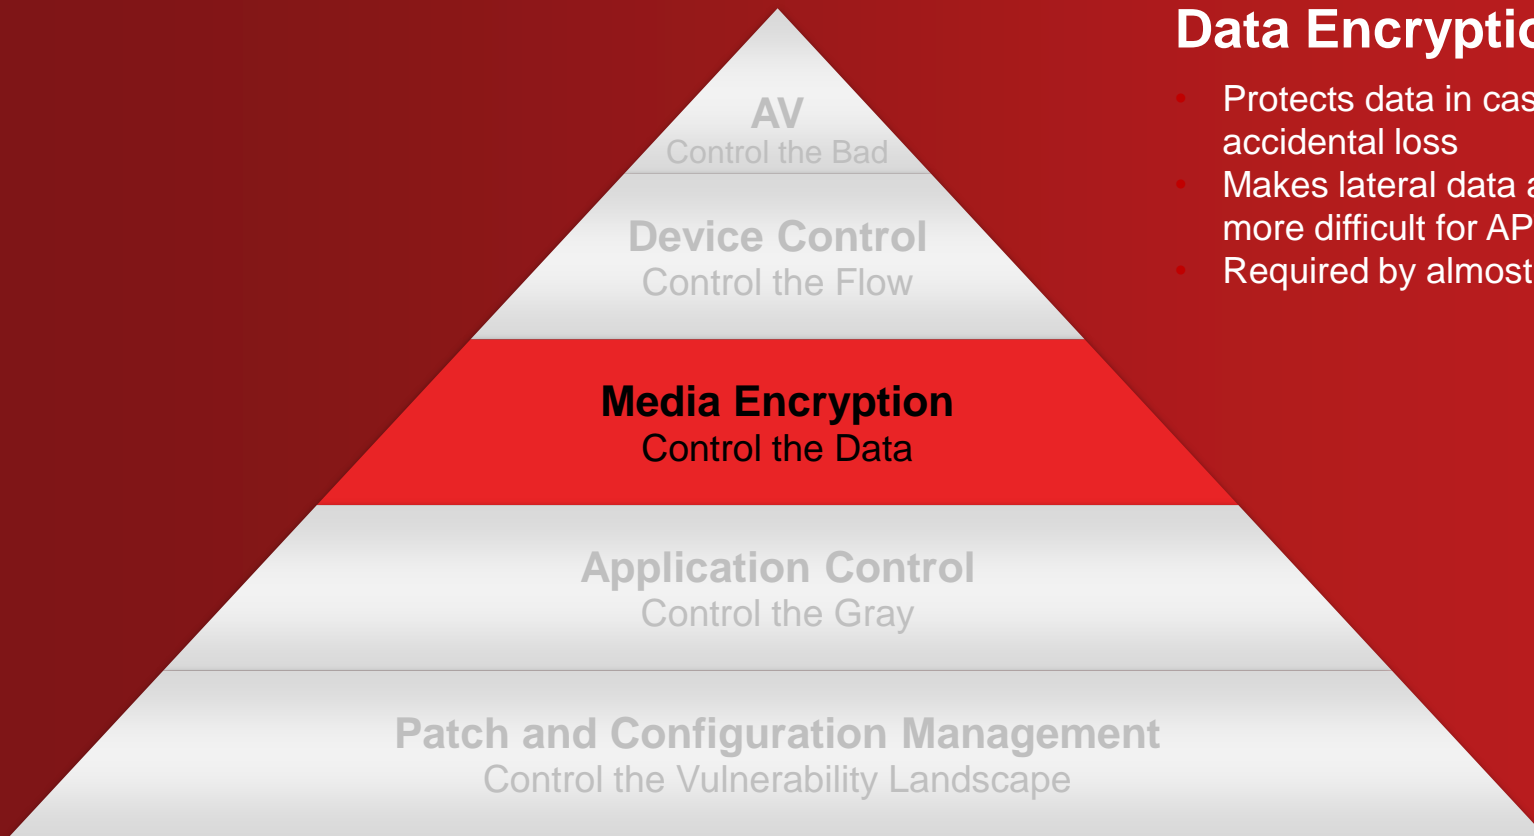 Data Encryptio
• Protects data in cas
accidental loss
• Makes lateral data a
more difficult for AP
• Required by almost
AV
Control the Bad
Device Control
Control the Flow
Media Encryption
Control the Data
Application Control
Control the Gray
Patch and Configuration Management
Control the Vulnerability Landscape